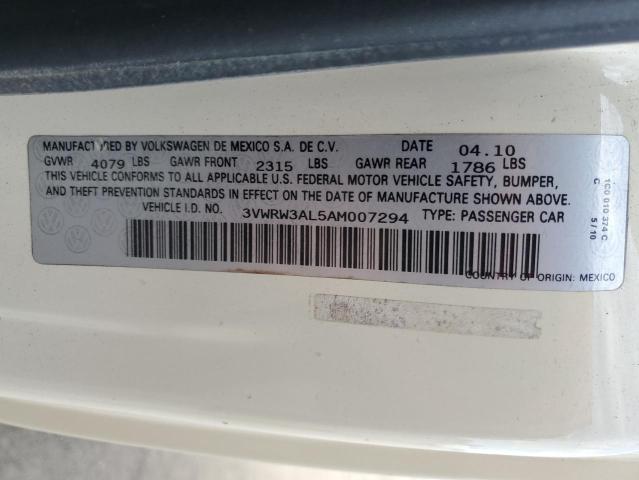 MANUFACTURED BY VOLKSWAGEN DE MEXICO S.A. DE C.V. DATE 04.10
GVWR 4079 LBS GAWR FRONT 2315 LBS GAWR REAR 1786 LBS
THIS VEHICLE CONFORMS TO ALL APPLICABLE U.S. FEDERAL MOTOR VEHICLE SAFETY, BUMPER,
AND THEFT PREVENTION STANDARDS IN EFFECT ON THE DATE OF MANUFACTURE SHOWN ABOVE.
VEHICLE I.D. NO. 3VWRW3AL5AM007294 TYPE: PASSENGER CAR
COUNTRY OF ORIGIN: MEXICO
1C0 010 374 C
C 5/10